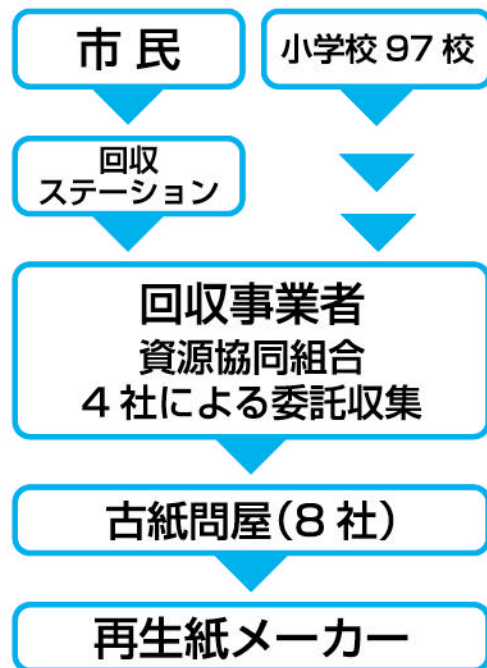 市民
小学校97校
回収
ステーション
回収事業者
資源協同組合
4社による委託収集
古紙問屋(8社)
再生紙メーカー